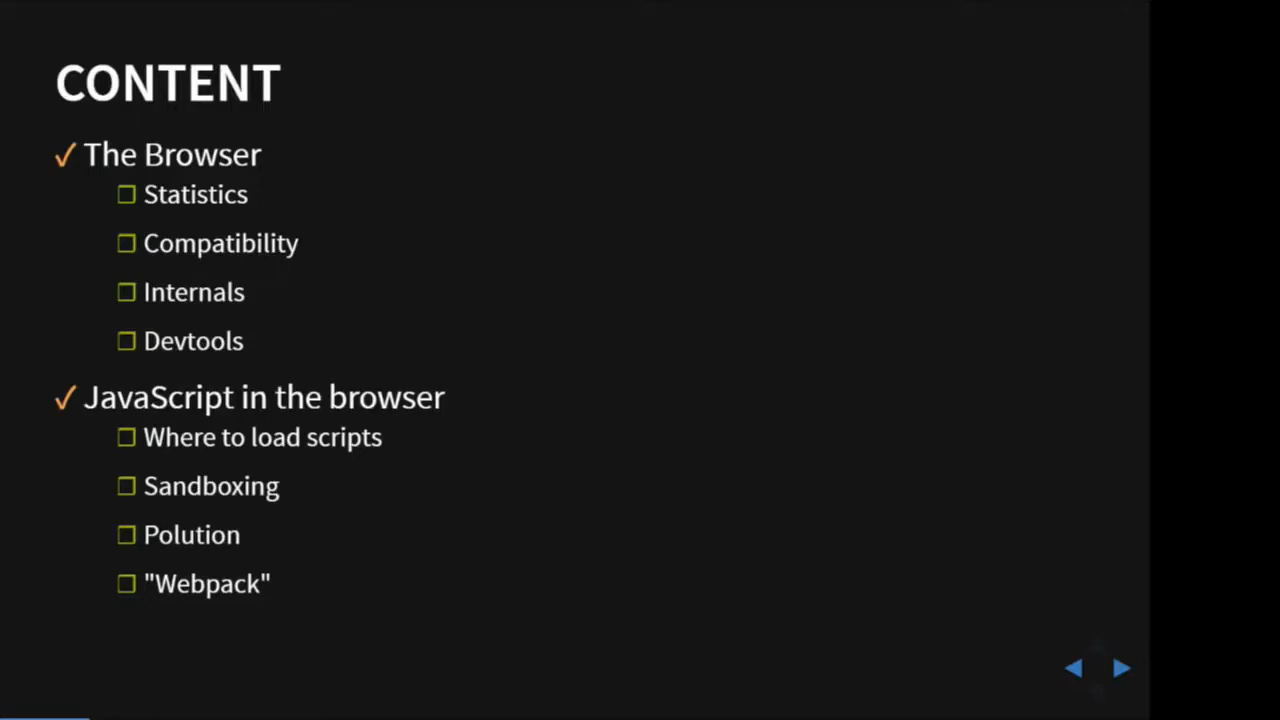 CONTENT
✓ The Browser
❐ Statistics
❐ Compatibility
❐ Internals
❐ Devtools
✓ JavaScript in the browser
❐ Where to load scripts
❐ Sandboxing
❐ Polution
❐ "Webpack"